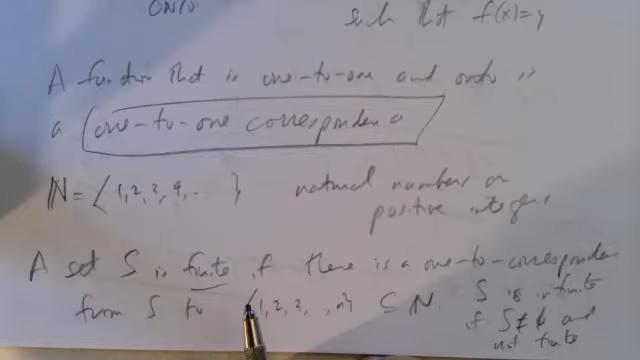 onto
such that f(x)=y
A function that is one-to-one and onto is
a one-to-one correspondence
N = { 1, 2, 3, 4, .. } natural numbers or
positive integers
A set S is finite if there is a one-to-correspondence
from S to { 1, 2, 3, .., n} ⊆ N. S is infinite
if S ≠ ϕ and
not finite